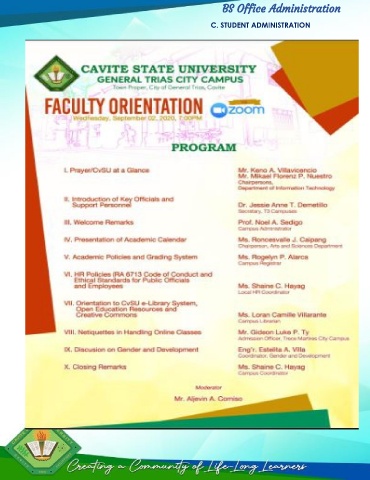 BS Office Administration
C. STUDENT ADMINISTRATION
CAVITE STATE UNIVERSITY
GENERAL TRIAS CITY CAMPUS
Town Proper, City of General Trias, Cavite
FACULTY ORIENTATION
zoom
Wednesday, September 02, 2020, 1:00PM
PROGRAM
I. Prayer/CvSU at a Glance
Mr. Keno A. Villavicencio
Mr. Mikael Florenz P. Nuestro
Chairpersons,
Department of Information Technology
II. Introduction of Key Officials and
Support Personnel
Dr. Jessie Anne T. Demetillo
Secretary, T3 Campuses
III. Welcome Remarks
Prof. Noel A. Sedigo
Campus Administrator
IV. Presentation of Academic Calendar
Ms. Roncesvalle J. Caipang
Chairperson, Arts and Sciences Department
V. Academic Policies and Grading System
Ms. Rogelyn P. Alarca
Campus Registrar
VI. HR Policies (RA 6713 Code of Conduct and
Ethical Standards for Public Officials
and Employees
Ms. Shaine C. Hayag
Local HR Coordinator
VII. Orientation to CvSU e-Library System,
Open Education Resources and
Creative Commons
Ms. Loran Camille Villarante
Campus Librarian
VIII. Netiquettes in Handling Online Classes
Mr. Gideon Luke P. Ty
Admission Officer, Trece Martires City Campus
IX. Discusion on Gender and Development
Eng'r. Estelita A. Villa
Coordinator, Gender and Development
X. Closing Remarks
Ms. Shaine C. Hayag
Campus Coordinator
Moderator
Mr. Aljevin A. Comiso
Creating a Community of Life-Long Learners